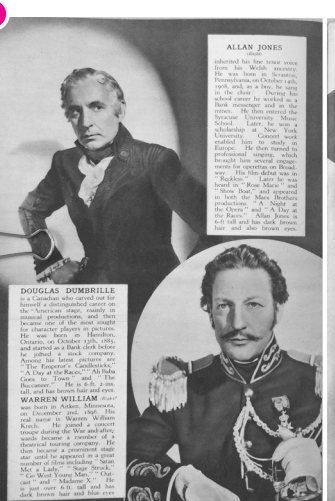 ALLAN JONES
inherited his fine tenor voice
from his Welsh ancestry.
He was born in Scranton,
Pennsylvania, on October 14th,
and, as a boy, he sang
in the choir. During his
school career he worked as a
Bank messenger and in the
mines. He then entered the
Syracuse University Music
School. Later, he won a
scholarship at New York
University. Concert work
enabled him to study in
Europe. He then turned to
professional singing, which
brought him several engage-
ments for operettas on Broad-
way. His film debut was in
"Reckless." Later he was
heard in "Rose Marie" and
"Show Boat," and appeared
in both the Marx Brothers
productions "A Night at
the Opera" and "A Day at
the Races." Allan Jones is
6-ft tall and has dark brown
hair and also brown eyes.
DOUGLAS DUMBRILLE
is a Canadian who carved out for
himself a distinguished career on
the American stage, mainly in
musical productions, and then
became one of the most sought
for character players in pictures.
He was born in Hamilton,
Ontario, on October 13th,
and started as a Bank clerk before
he joined a stock company.
Among his latest pictures are
"The Emperor's Candlesticks,"
"A Day at the Races," "Ali Baba
Goes to Town" and "The
Buccaneer." He is 6-ft. 2-ins.
tall, and has brown hair and eyes.
WARREN WILLIAM
was born in Aitken, Minnesota,
on December 2nd, 1896. His
real name is Warren William
Krech. He joined a concert
troupe during the War and after-
wards became a member of a
theatrical touring company. He
then became a prominent stage
star until he appeared in a great
number of films including "Satan
Met a Lady," "Stage Struck,"
"Go West Young Man," "Out-
cast" and "Madame X." He
is just over 6-ft. tall and has
dark brown hair and blue eyes